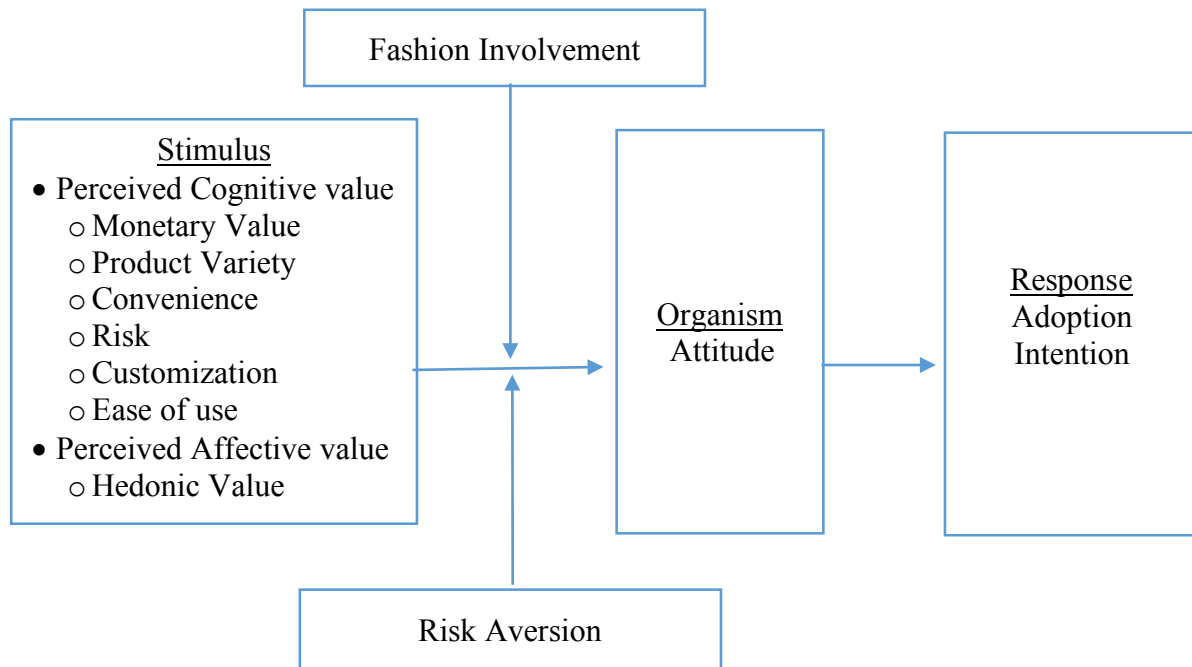 Fashion Involvement
Stimulus
• Perceived Cognitive value
o Monetary Value
o Product Variety
o Convenience
o Risk
o Customization
o Ease of use
• Perceived Affective value
o Hedonic Value
Organism
Attitude
Response
Adoption
Intention
Risk Aversion